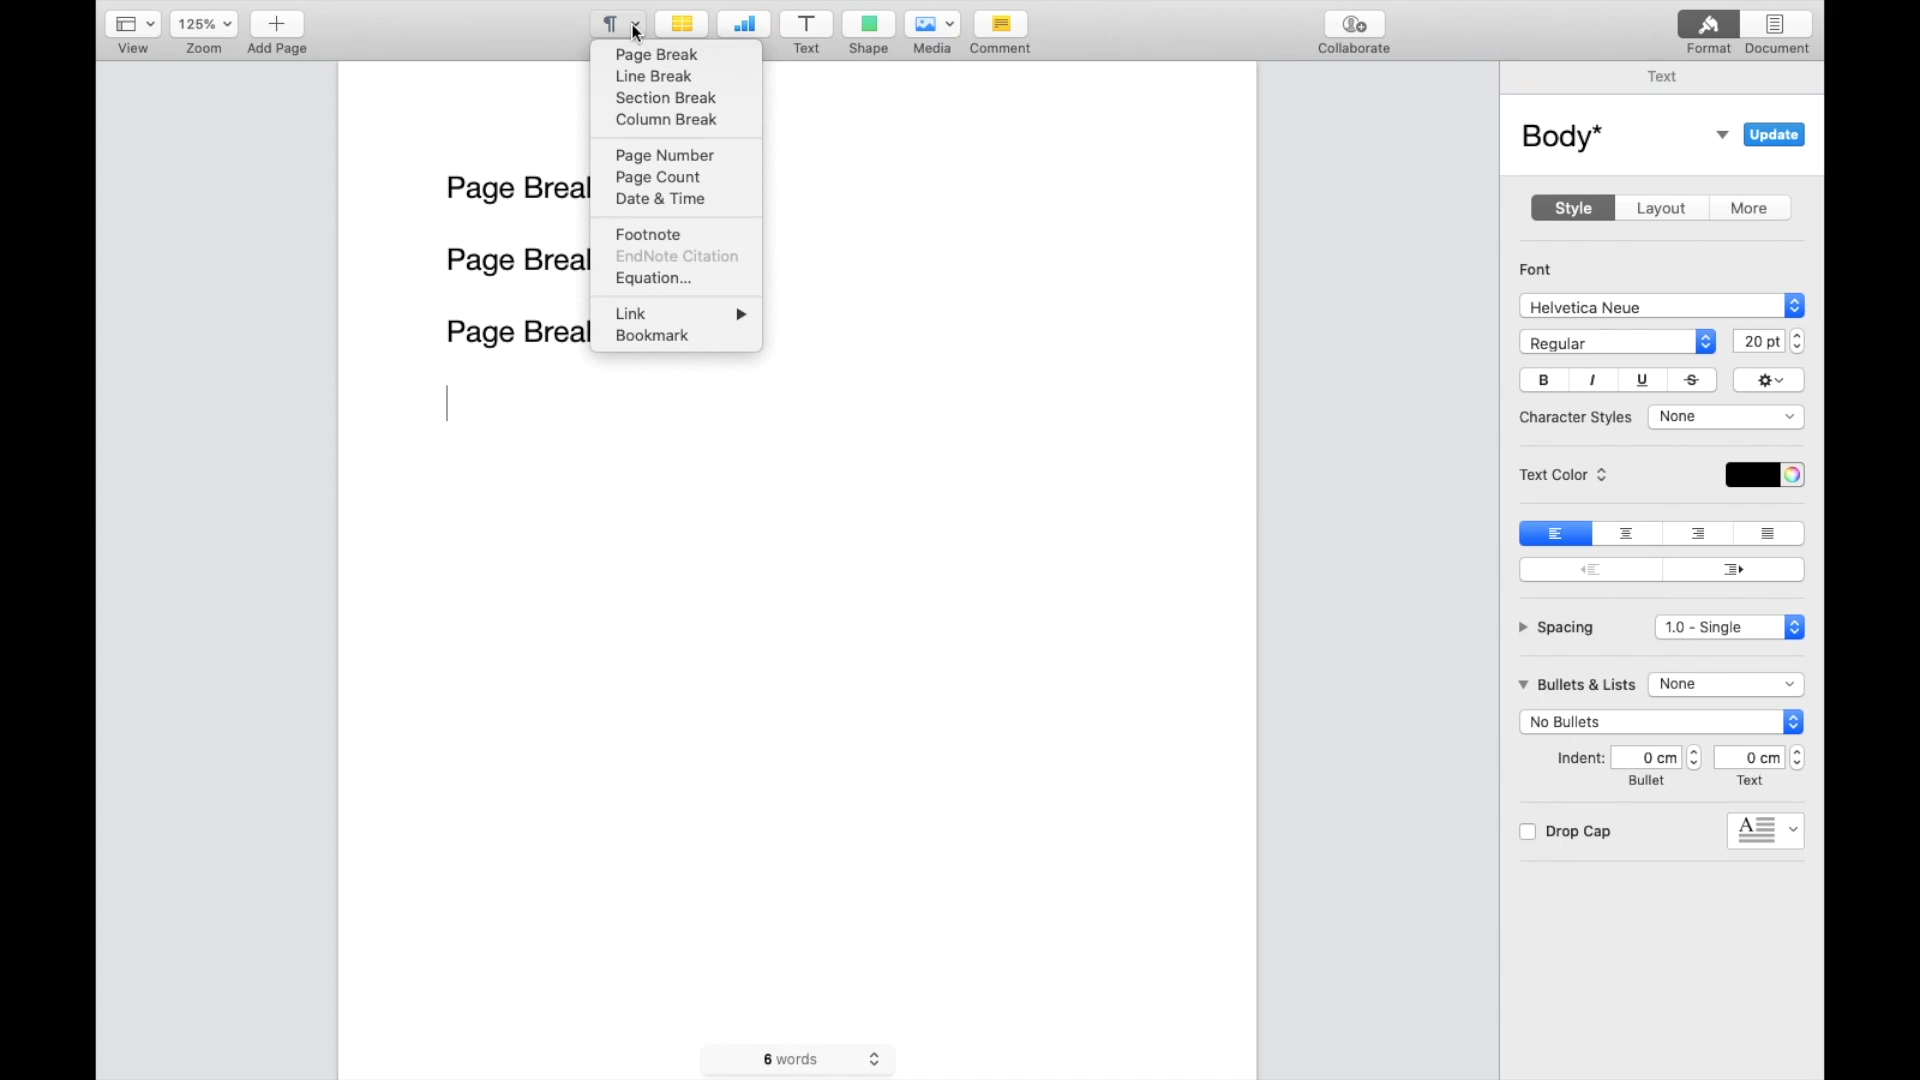 125%
View
Zoom
Add Page
Text
Shape
Media
Comment
Collaborate
Format
Document
Page Break
Line Break
Section Break
Column Break
Page Number
Page Count
Date & Time
Footnote
EndNote Citation
Equation...
Link
Bookmark
Page Break
Page Break
Page Break
6 words
Text
Body*
Update
Style
Layout
More
Font
Helvetica Neue
Regular
20 pt
B I U S
Character Styles
None
Text Color
Spacing
1.0 - Single
Bullets & Lists
None
No Bullets
Indent:
0 cm
0 cm
Bullet
Text
Drop Cap
A